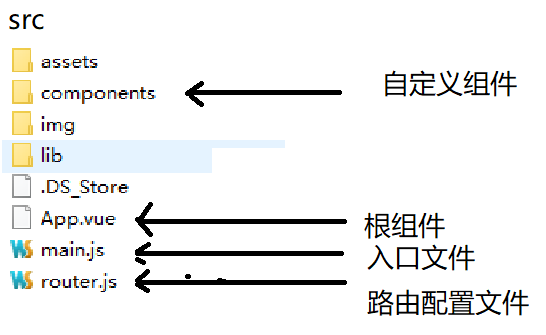 src
assets
components
自定义组件
img
lib
.DS_Store
App.vue
根组件
main.js
入口文件
router.js
路由配置文件